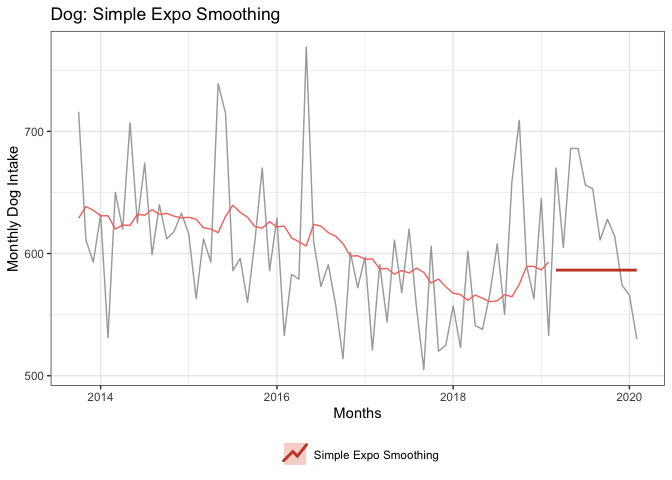 Dog: Simple Expo Smoothing
Monthly Dog Intake
700
600
500
2014
2016
2018
2020
Months
Simple Expo Smoothing